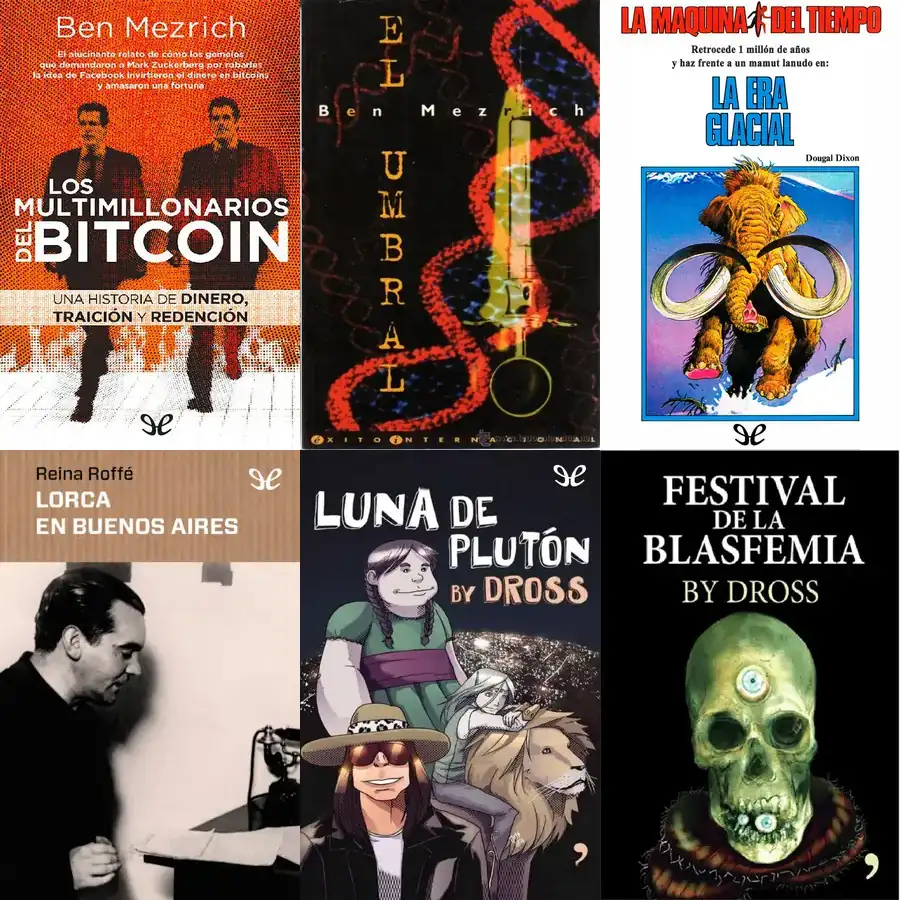 Ben Mezrich
El alucinante relato de cómo los gemelos
que demandaron a Mark Zuckerberg por robarles
la idea de Facebook invirtieron el dinero en bitcoins
y amasaron una fortuna
LOS
MULTIMILLONARIOS
DEL BITCOIN
UNA HISTORIA DE DINERO,
TRAICIÓN Y REDENCIÓN
EL UMBRAL
Ben Mezrich
EXITO INTERNACIONAL
LA MAQUINA DEL TIEMPO
Retrocede 1 millón de años
y haz frente a un mamut lanudo en:
LA ERA
GLACIAL
Dougal Dixon
Reina Roffé
LORCA
EN BUENOS AIRES
LUNA DE
PLUTÓN
BY DROSS
FESTIVAL
DE LA
BLASFEMIA
BY DROSS